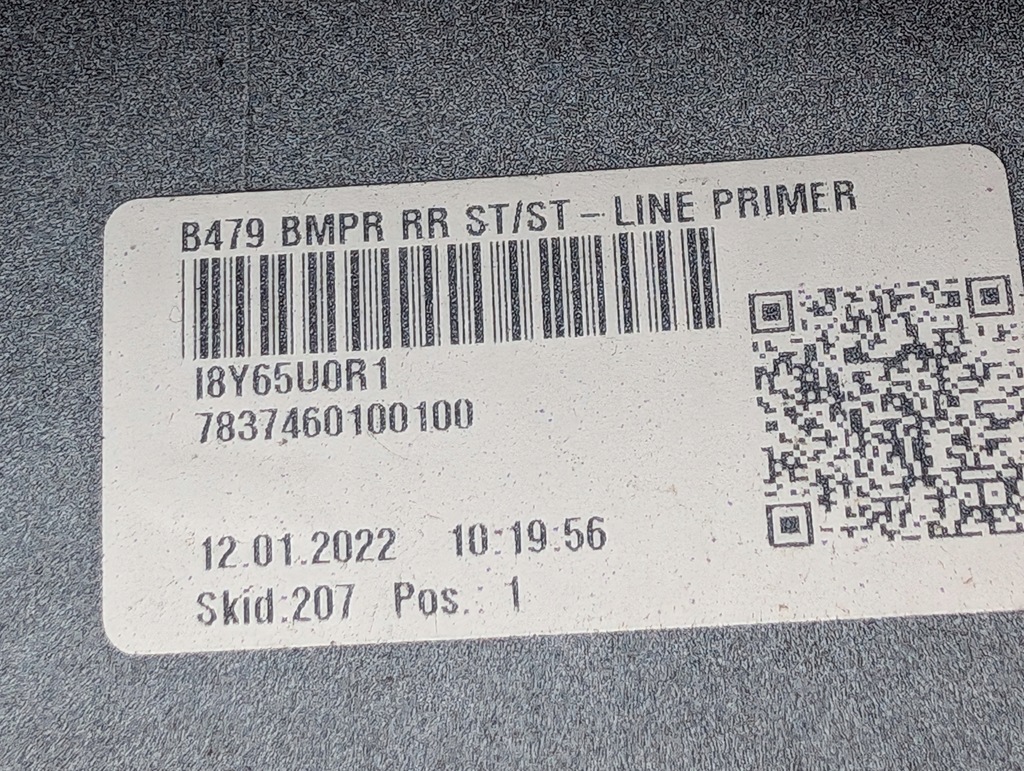 B479 BMPR RR ST/ST-LINE PRIMER
I8Y65U0R1
7837460100100
12.01.2022 10:19:56
Skid:207 Pos.: 1